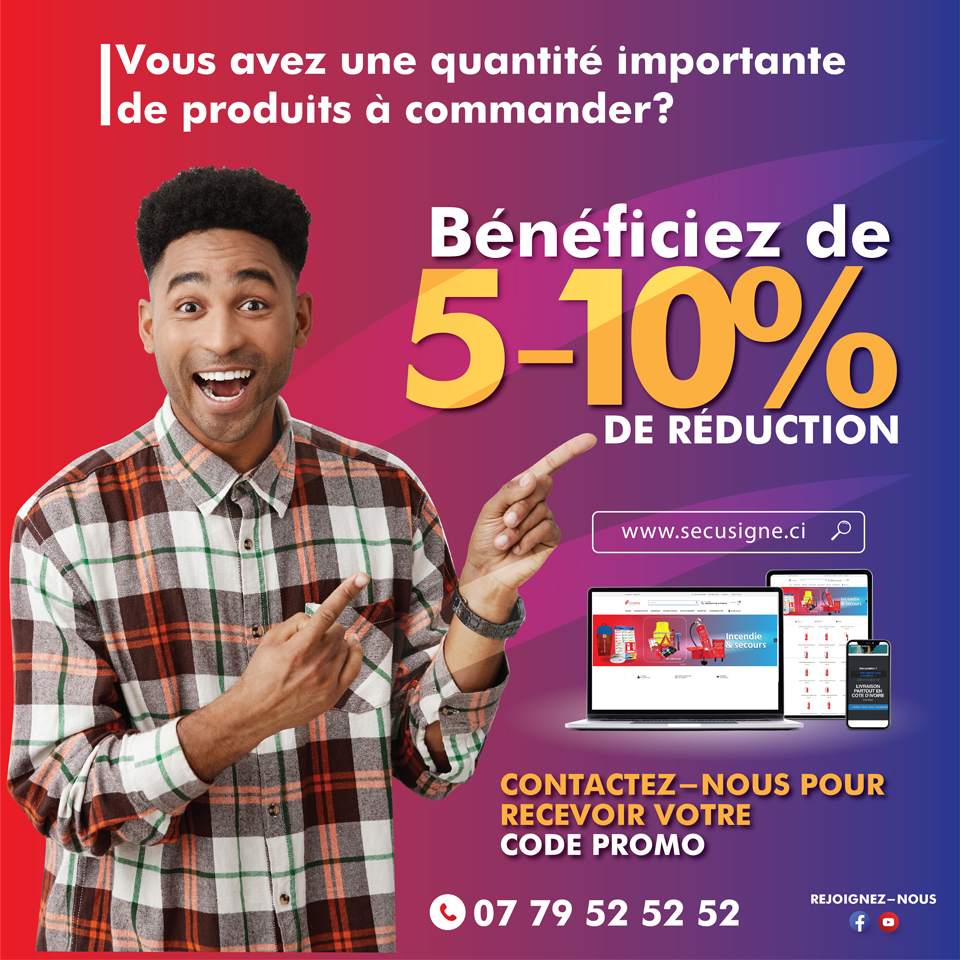 Vous avez une quantité importante
de produits à commander?
Bénéficiez de
5-10%
DE RÉDUCTION
www.secusigne.ci
Incendie
& secours
LIVRAISON
PARTOUT EN
COTE D'IVOIRE
CONTACTEZ-NOUS POUR
RECEVOIR VOTRE
CODE PROMO
07 79 52 52 52
REJOIGNEZ-NOUS